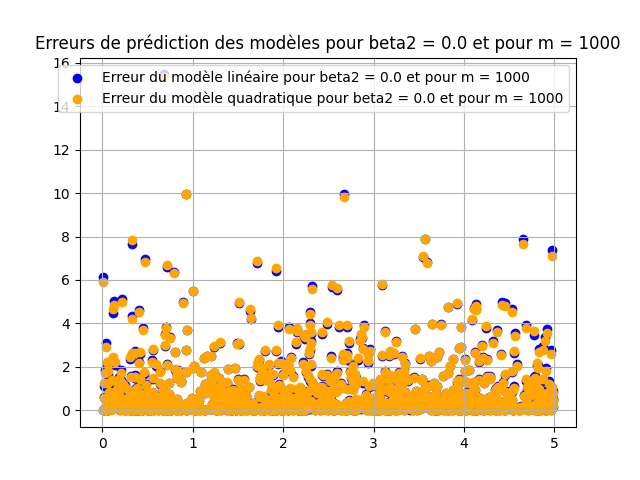 Erreurs de prédiction des modèles pour beta2 = 0.0 et pour m = 1000
Erreur du modèle linéaire pour beta2 = 0.0 et pour m = 1000
Erreur du modèle quadratique pour beta2 = 0.0 et pour m = 1000
16
14
12
10
8
6
4
2
0
0 1 2 3 4 5